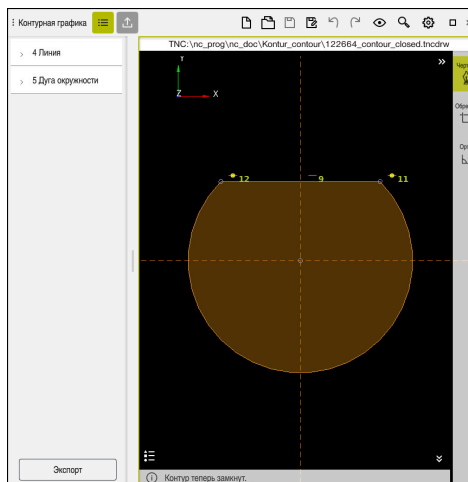 Контурная графика
TNC:\nc_prog\nc_doc\Kontur_contour\122664_contour_closed.tncdrw
4 Линия
5 Дуга окружности
Y
Z X
12 9 11
Экспорт
Контур теперь замкнут.